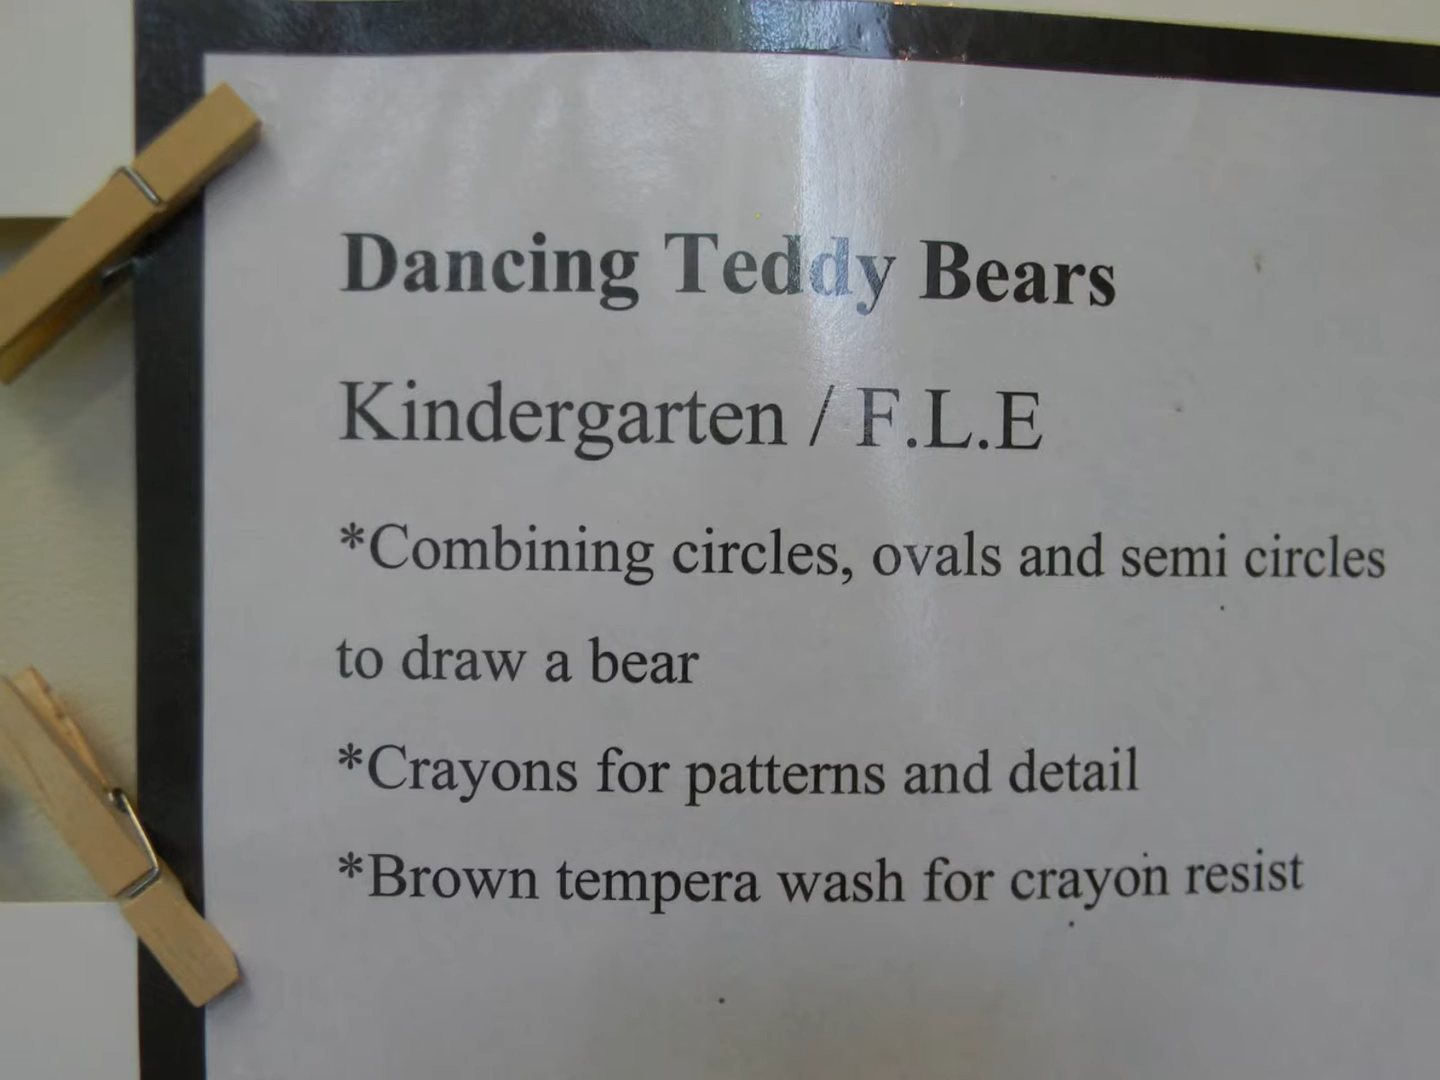 Dancing Teddy Bears
Kindergarten / F.L.E
*Combining circles, ovals and semi circles
to draw a bear
*Crayons for patterns and detail
*Brown tempera wash for crayon resist